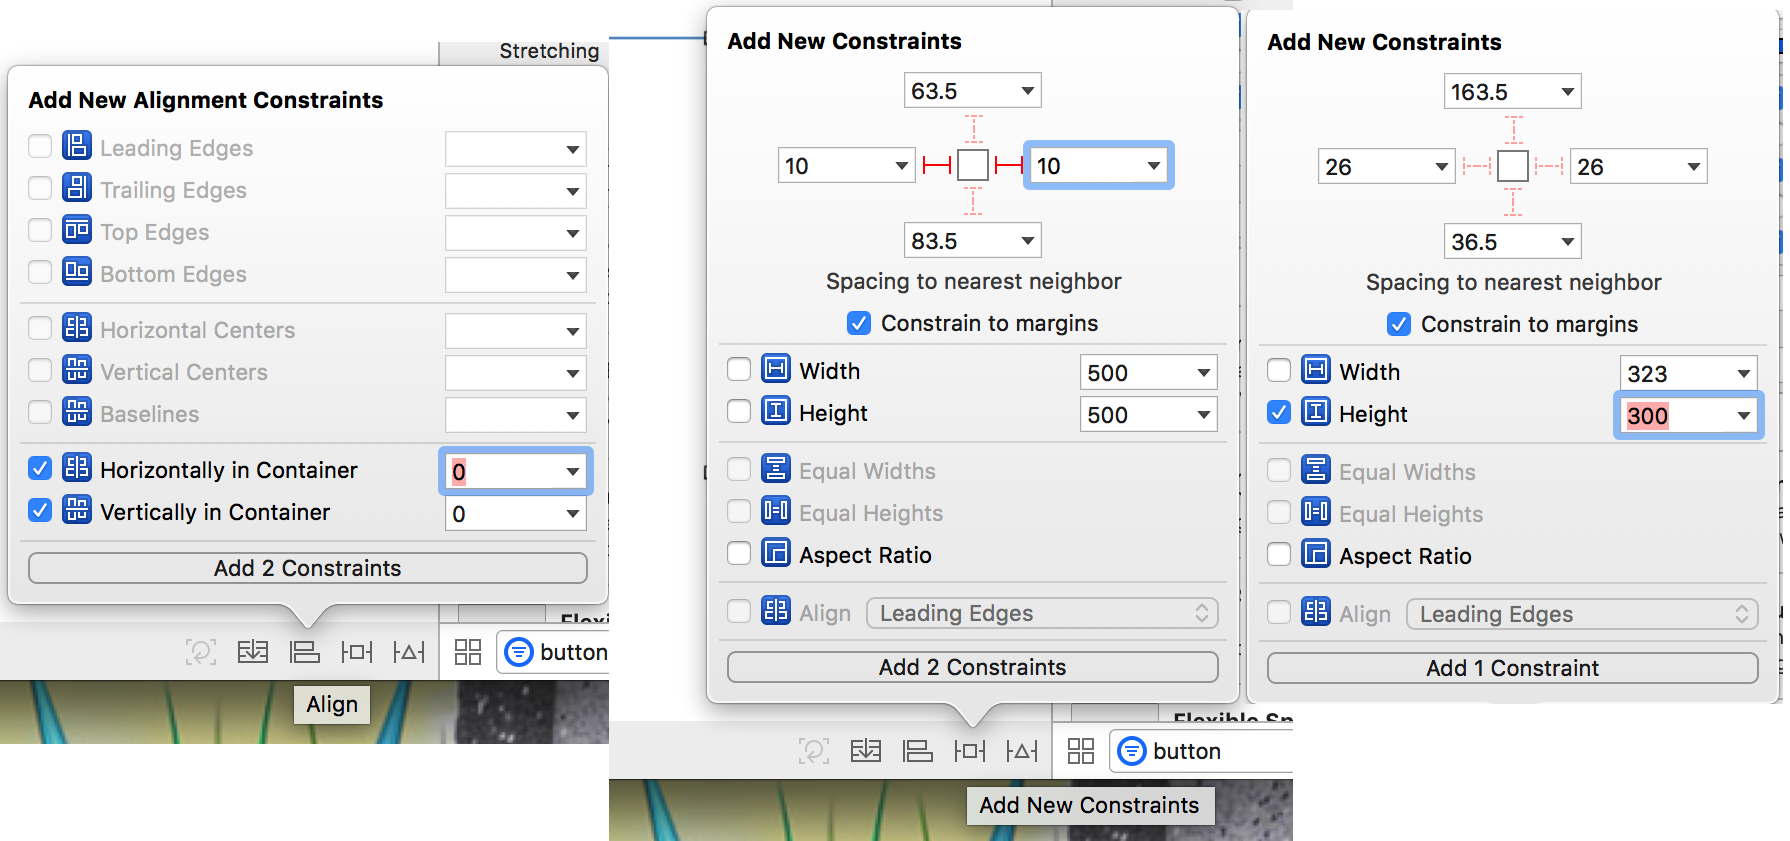 Stretching
Add New Alignment Constraints
Leading Edges
Trailing Edges
Top Edges
Bottom Edges
Horizontal Centers
Vertical Centers
Baselines
Horizontally in Container 0
Vertically in Container 0
Add 2 Constraints
button
Align
Add New Constraints
63.5
10 10
83.5
Spacing to nearest neighbor
Constrain to margins
Width 500
Height 500
Equal Widths
Equal Heights
Aspect Ratio
Align Leading Edges
Add 2 Constraints
Flexible Sp
button
Add New Constraints
Add New Constraints
163.5
26 26
36.5
Spacing to nearest neighbor
Constrain to margins
Width 323
Height 300
Equal Widths
Equal Heights
Aspect Ratio
Align Leading Edges
Add 1 Constraint